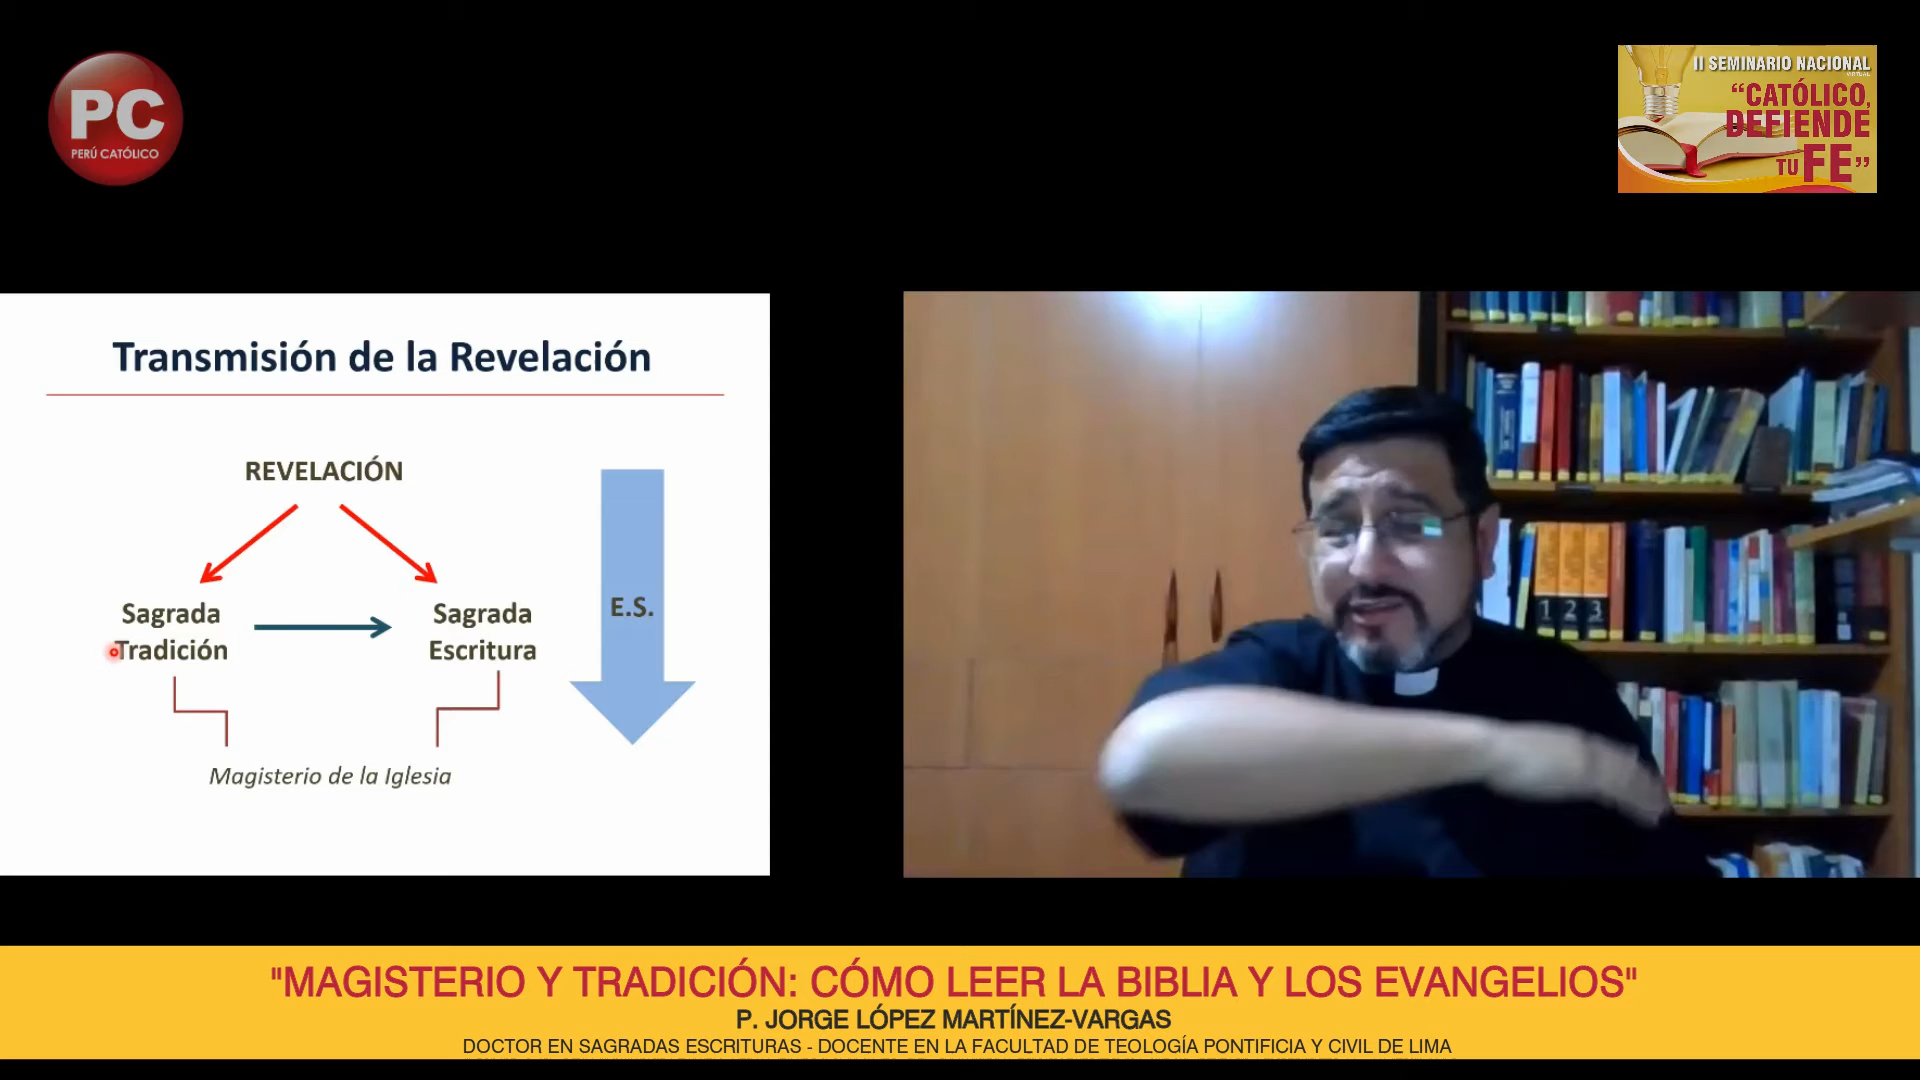 PC
PERÚ CATÓLICO
II SEMINARIO NACIONAL
VIRTUAL
“CATÓLICO,
DEFIENDE
TU FE”
Transmisión de la Revelación
REVELACIÓN
Sagrada
Tradición
Sagrada
Escritura
E.S.
Magisterio de la Iglesia
1 2 3
"MAGISTERIO Y TRADICIÓN: CÓMO LEER LA BIBLIA Y LOS EVANGELIOS"
P. JORGE LÓPEZ MARTÍNEZ-VARGAS
DOCTOR EN SAGRADAS ESCRITURAS - DOCENTE EN LA FACULTAD DE TEOLOGÍA PONTIFICIA Y CIVIL DE LIMA